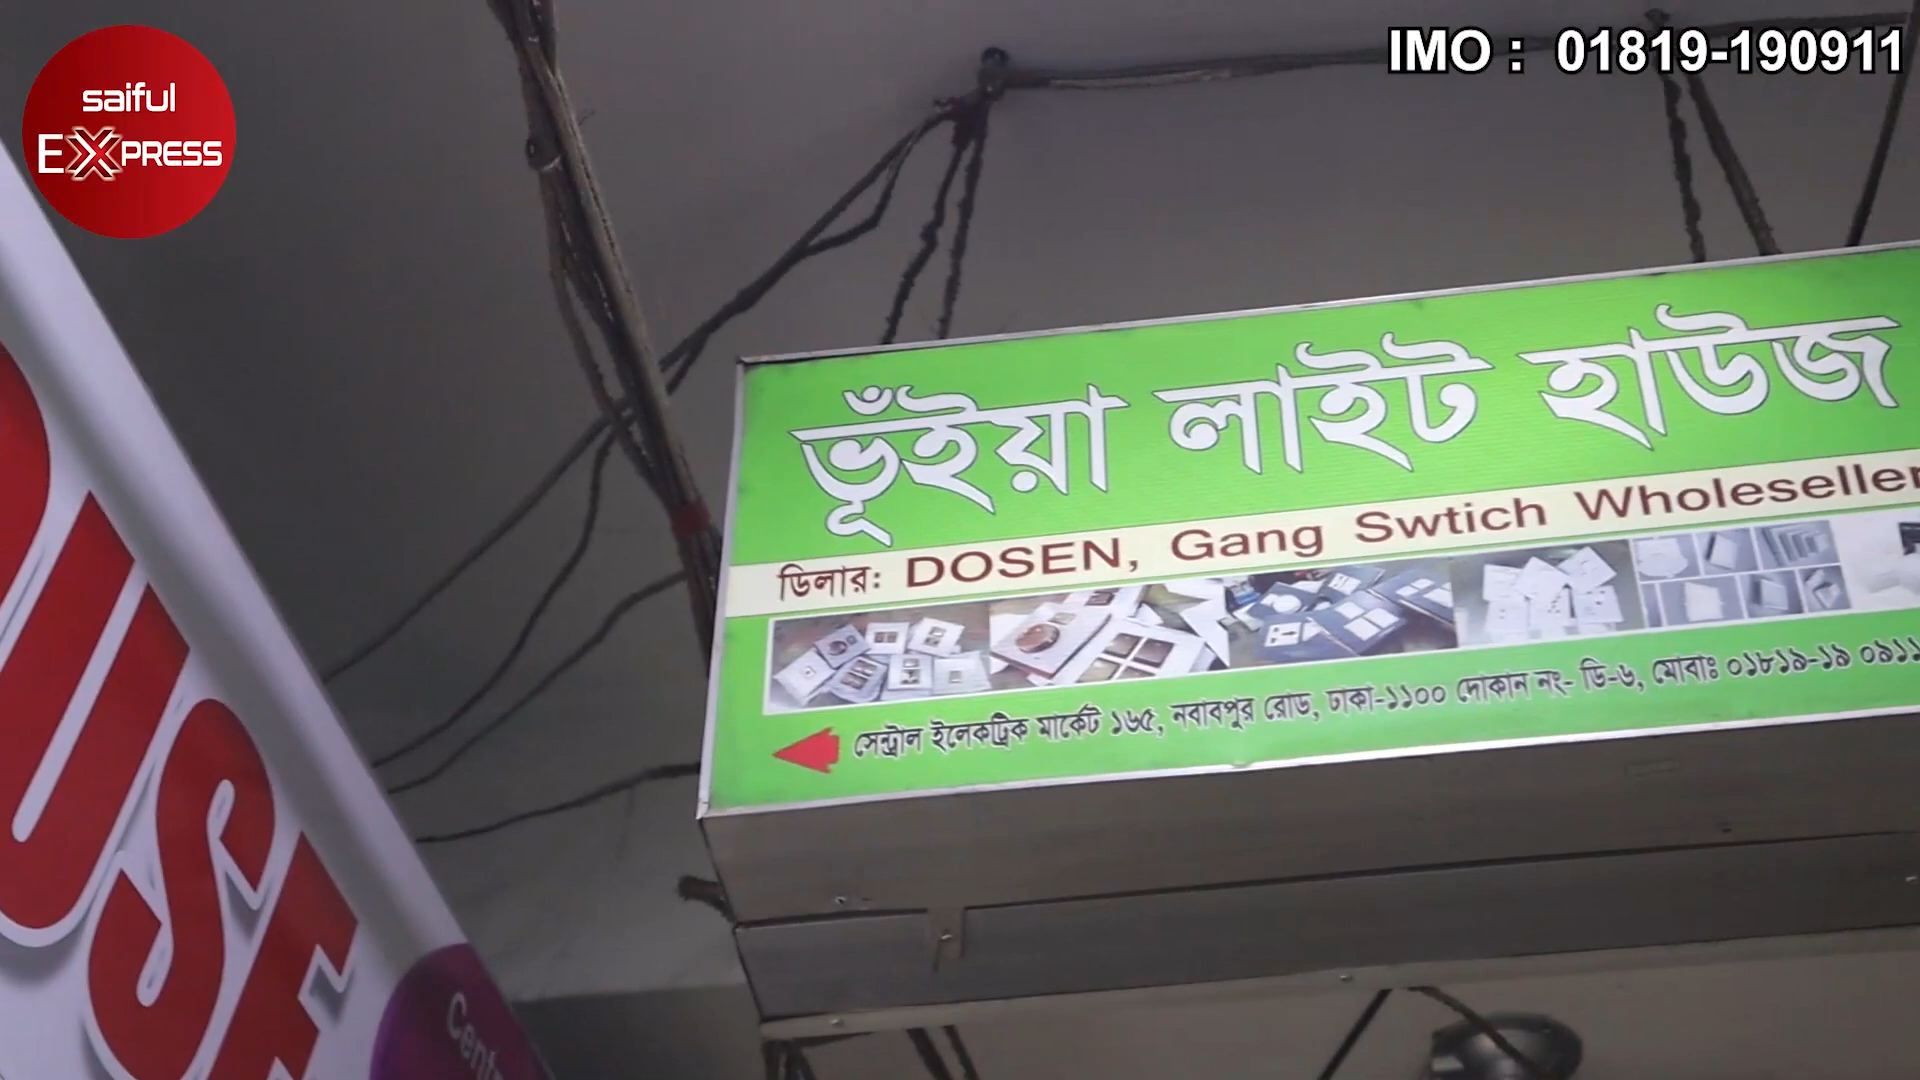 saiful
EXPRESS
IMO : 01819-190911
ভূঁইয়া লাইট হাউজ
ডিলার: DOSEN, Gang Swtich Wholeseller
সেন্ট্রাল ইলেকট্রিক মার্কেট ১৬৫, নবাবপুর রোড, ঢাকা-১১০০ দোকান নং- ডি-৬, মোবাঃ ০১৮১৯-১৯ ০৯১১
USE